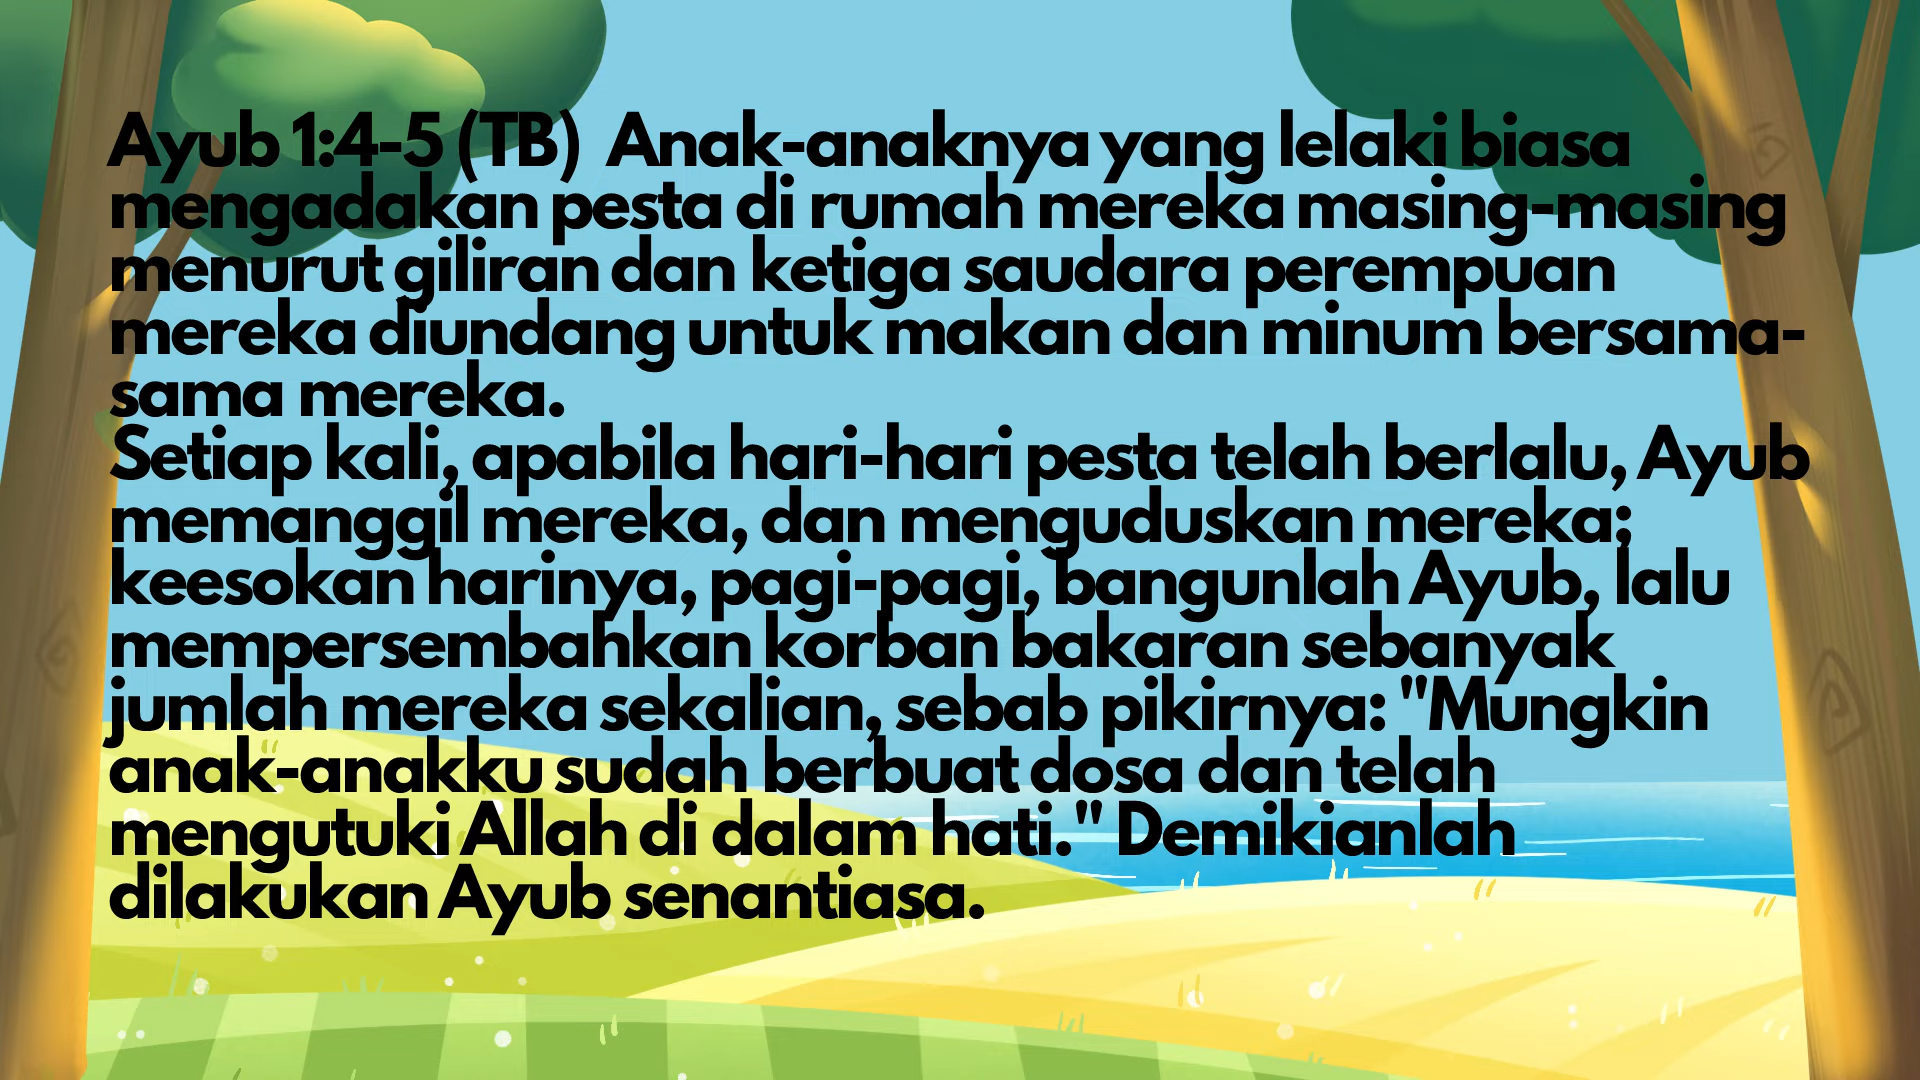 Ayub 1:4-5 (TB)  Anak-anaknya yang lelaki biasa
mengadakan pesta di rumah mereka masing-masing
menurut giliran dan ketiga saudara perempuan
mereka diundang untuk makan dan minum bersama-
sama mereka.
Setiap kali, apabila hari-hari pesta telah berlalu, Ayub
memanggil mereka, dan menguduskan mereka;
keesokan harinya, pagi-pagi, bangunlah Ayub, lalu
mempersembahkan korban bakaran sebanyak
jumlah mereka sekalian, sebab pikirnya: "Mungkin
anak-anakku sudah berbuat dosa dan telah
mengutuki Allah di dalam hati." Demikianlah
dilakukan Ayub senantiasa.